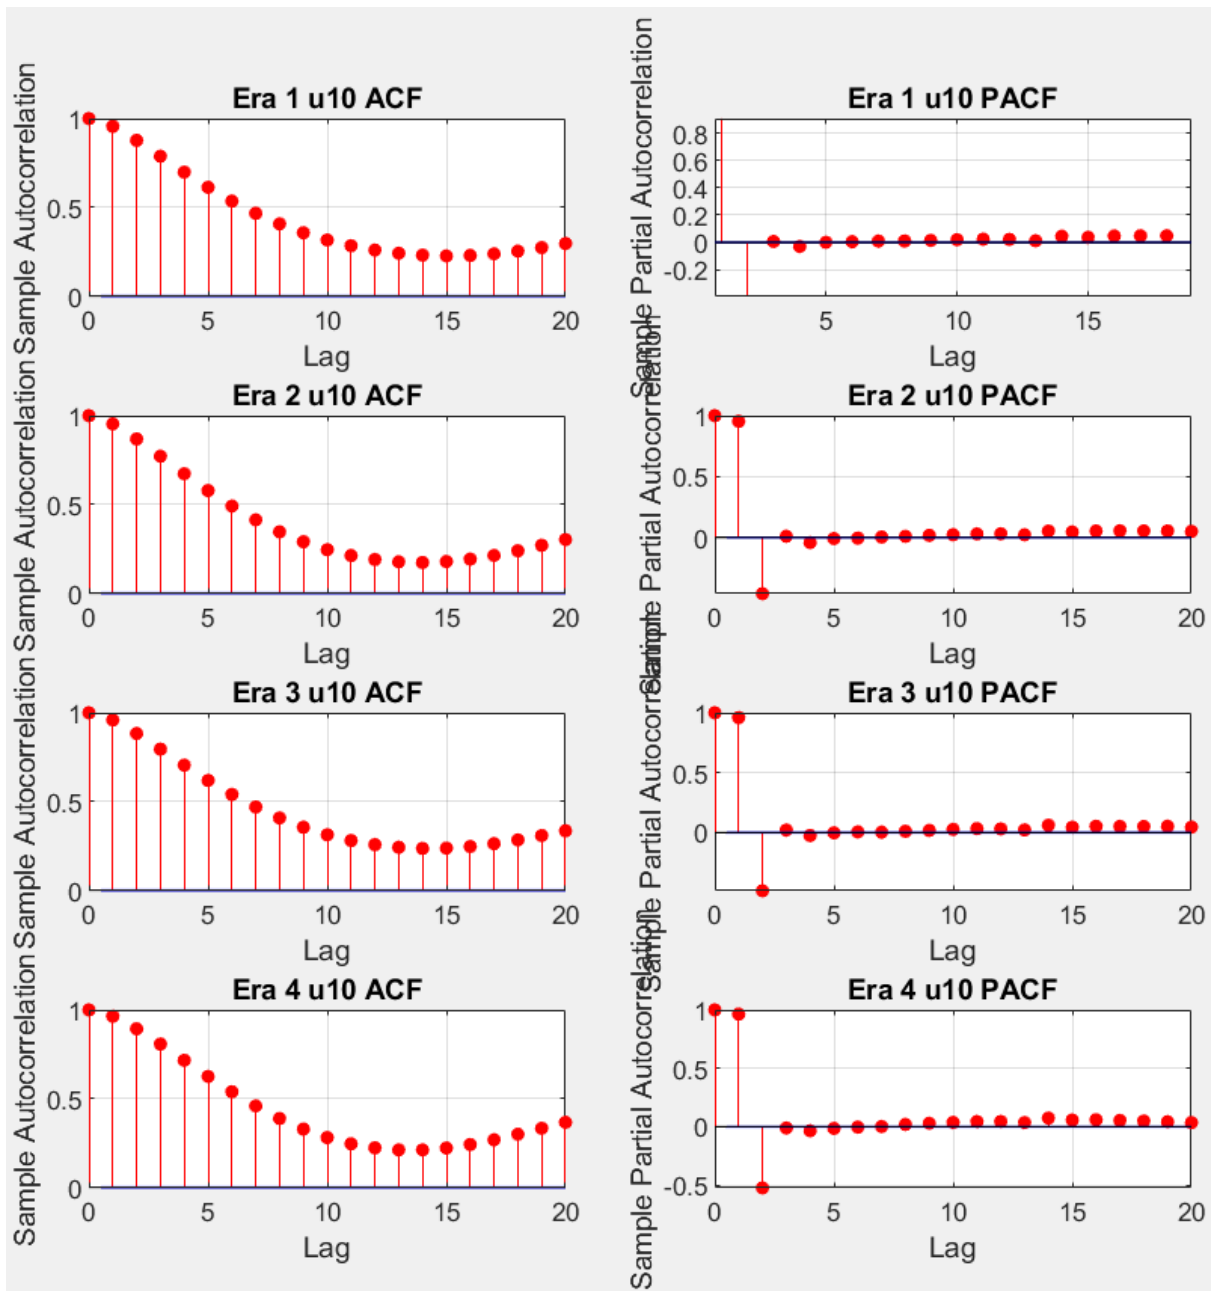 Era 1 u10 ACF
Sample Autocorrelation
1
0.5
0
0 5 10 15 20
Lag
Era 1 u10 PACF
Sample Partial Autocorrelation
0.8
0.6
0.4
0.2
0
-0.2
5 10 15
Lag
Era 2 u10 ACF
Sample Autocorrelation
1
0.5
0
0 5 10 15 20
Lag
Era 2 u10 PACF
Sample Partial Autocorrelation
1
0.5
0
0 5 10 15 20
Lag
Era 3 u10 ACF
Sample Autocorrelation
1
0.5
0
0 5 10 15 20
Lag
Era 3 u10 PACF
Sample Partial Autocorrelation
1
0.5
0
0 5 10 15 20
Lag
Era 4 u10 ACF
Sample Autocorrelation
1
0.5
0
0 5 10 15 20
Lag
Era 4 u10 PACF
Sample Partial Autocorrelation
1
0.5
0
-0.5
0 5 10 15 20
Lag